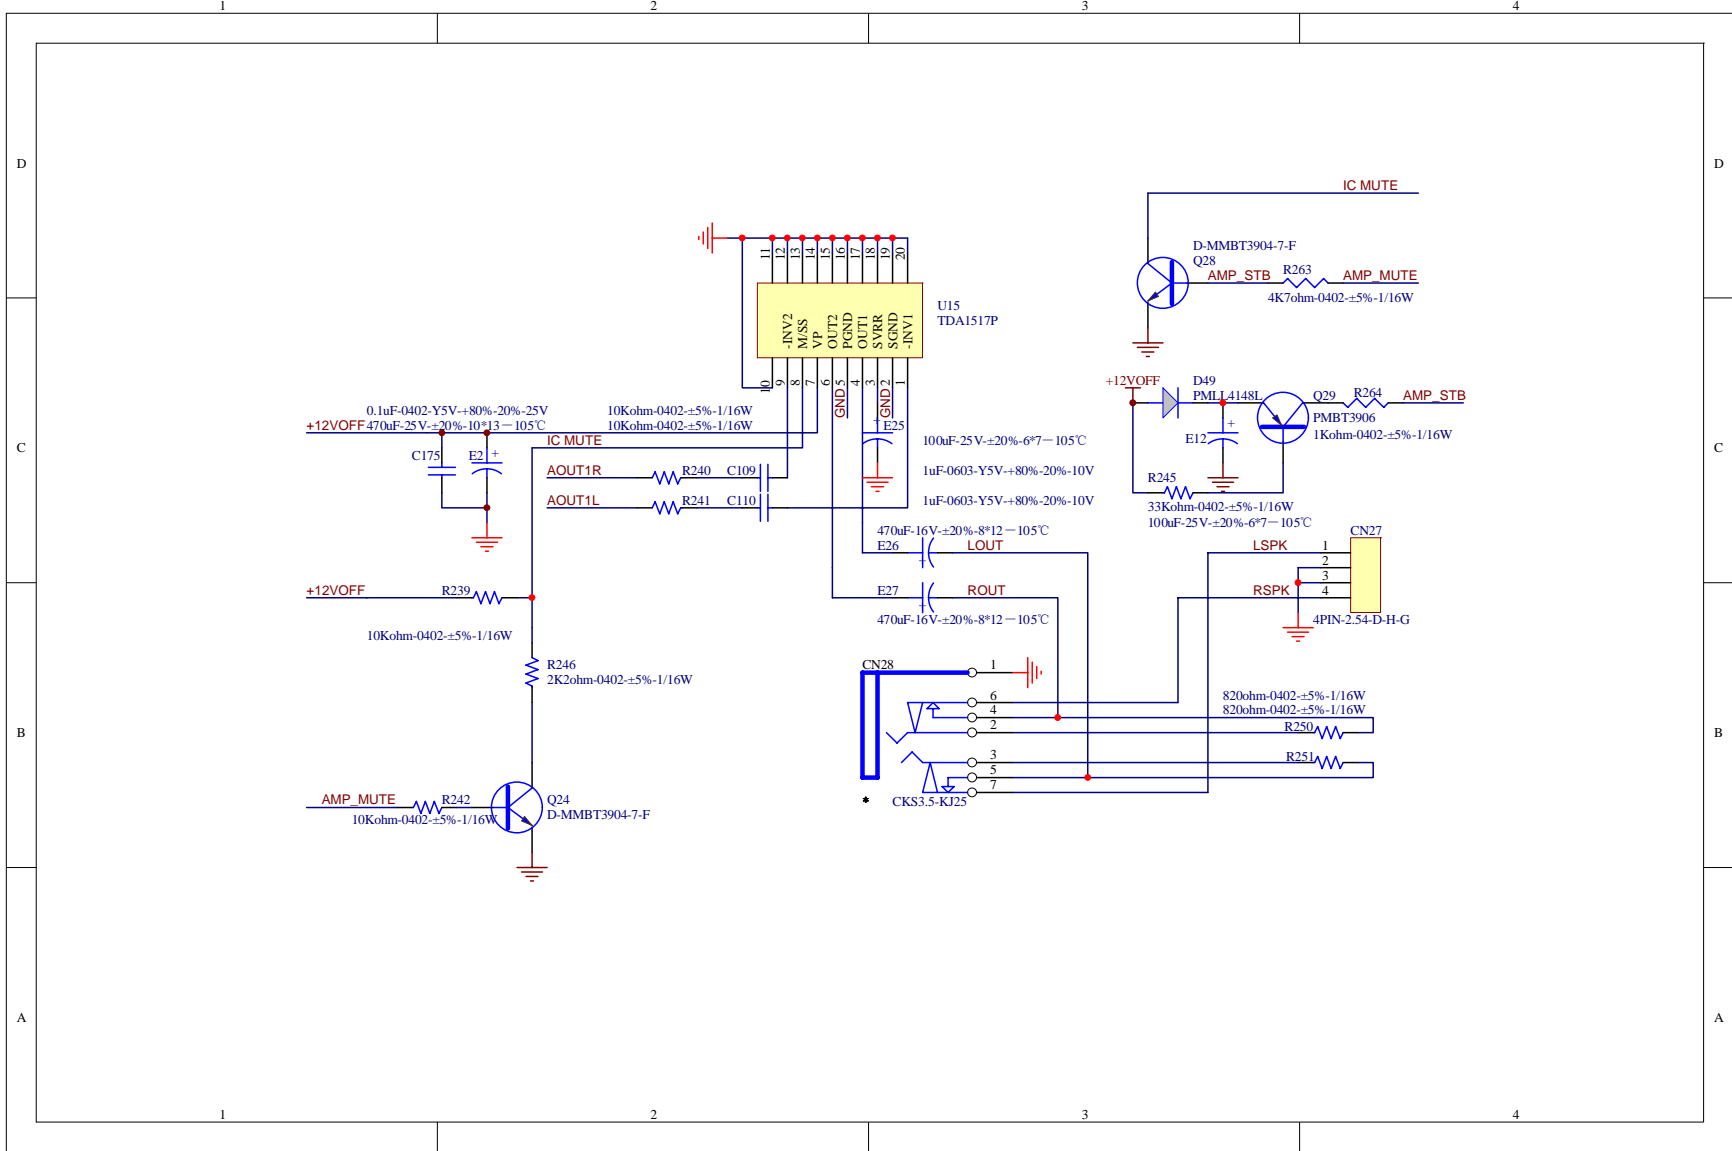 1 2 3 4
D D
IC MUTE
D-MMBT3904-7-F
Q28
AMP_STB R263 AMP_MUTE
4K7ohm-0402-±5%-1/16W
11 12 13 14 15 16 17 18 19 20
U15
TDA1517P
-INV2
M/SS
VP
OUT2
PGND
OUT1
SVRR
SGND
-INV1
10 9 8 7 6 5 4 3 2 1
GND GND
+12VOFF D49
PMLL4148L Q29 R264 AMP_STB
PMBT3906
1Kohm-0402-±5%-1/16W
E12 +
R245
33Kohm-0402-±5%-1/16W
100uF-25V-±20%-6*7－105℃
0.1uF-0402-Y5V-+80%-20%-25V 10Kohm-0402-±5%-1/16W
+12VOFF 470uF-25V-±20%-10*13－105℃ 10Kohm-0402-±5%-1/16W
+ E25
IC MUTE
100uF-25V-±20%-6*7－105℃
C C
C175 E2 +
AOUT1R R240 C109 1uF-0603-Y5V-+80%-20%-10V
AOUT1L R241 C110 1uF-0603-Y5V-+80%-20%-10V
470uF-16V-±20%-8*12－105℃
E26 + LOUT
CN27
LSPK 1
2
3
RSPK 4
4PIN-2.54-D-H-G
+12VOFF R239
E27 + ROUT
470uF-16V-±20%-8*12－105℃
10Kohm-0402-±5%-1/16W
R246
2K2ohm-0402-±5%-1/16W
CN28 1
6 820ohm-0402-±5%-1/16W
4 820ohm-0402-±5%-1/16W
2 R250
B B
3 R251
5
7
* CKS3.5-KJ25
AMP_MUTE R242 Q24
10Kohm-0402-±5%-1/16W D-MMBT3904-7-F
A A
1 2 3 4